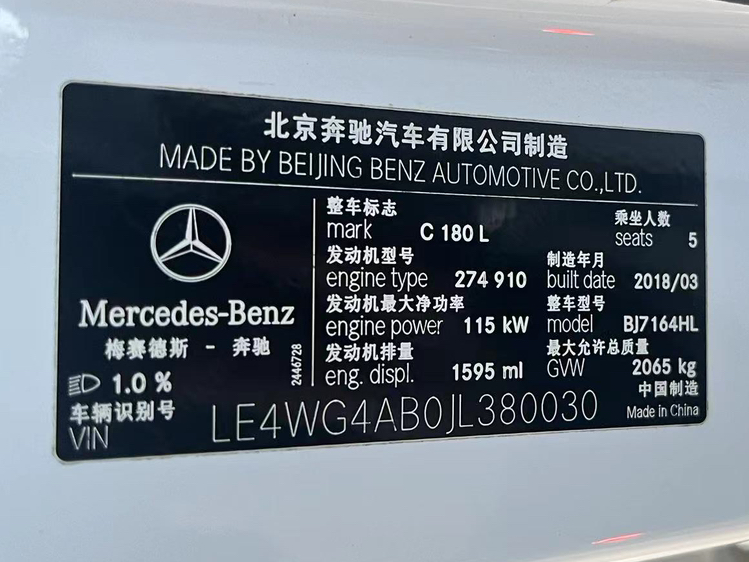 北京奔驰汽车有限公司制造
MADE BY BEIJING BENZ AUTOMOTIVE CO.,LTD.
Mercedes-Benz
梅赛德斯 - 奔驰
1.0 %
2446728
整车标志
mark C 180 L
乘坐人数
seats 5
发动机型号
engine type 274 910
制造年月
built date 2018/03
发动机最大净功率
engine power 115 kW
整车型号
model BJ7164HL
发动机排量
eng. displ. 1595 ml
最大允许总质量
GVW 2065 kg
车辆识别号
VIN LE4WG4AB0JL380030
中国制造
Made in China